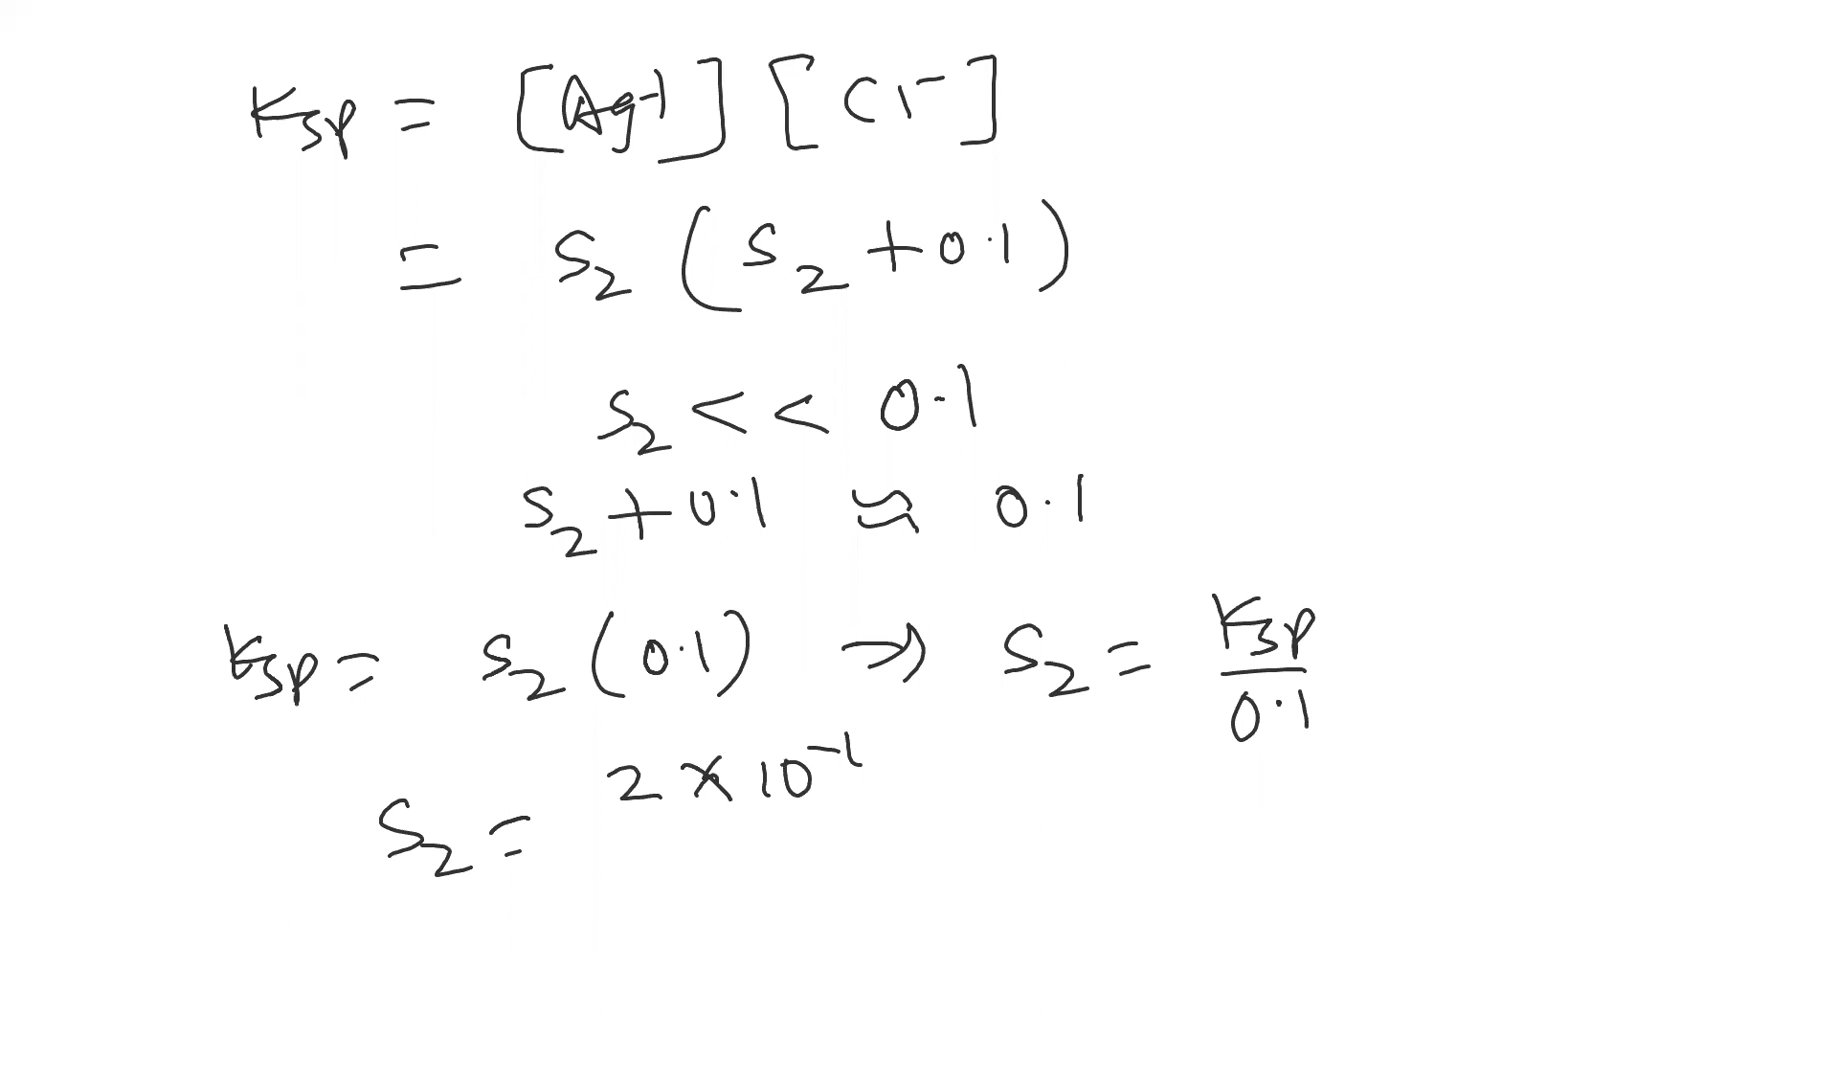 Ksp = [Ag+] [Cl-]
= S2 (S2 + 0.1)
S2 << 0.1
S2 + 0.1 ≈ 0.1
Ksp = S2 (0.1) → S2 = Ksp / 0.1
S2 = 2 × 10^-1